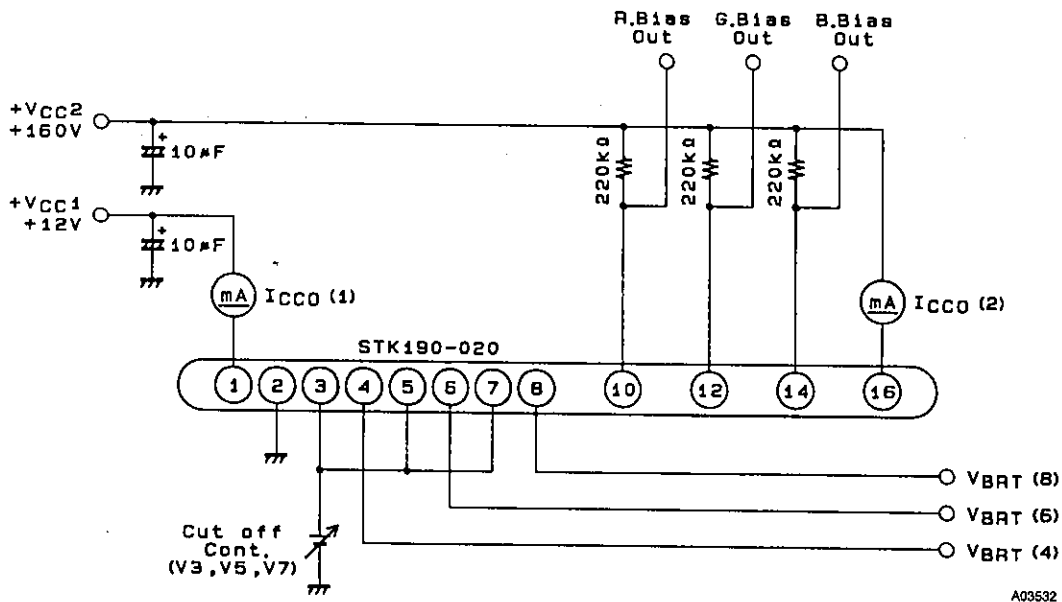 R.Bias Out
G.Bias Out
B.Bias Out
+VCC2
+160V
10µF
220kΩ
220kΩ
220kΩ
+VCC1
+12V
10µF
mA
ICCO (1)
mA
ICCO (2)
STK190-020
1 2 3 4 5 6 7 8 10 12 14 16
VBRT (8)
VBRT (6)
VBRT (4)
Cut off
Cont.
(V3,V5,V7)
A03532